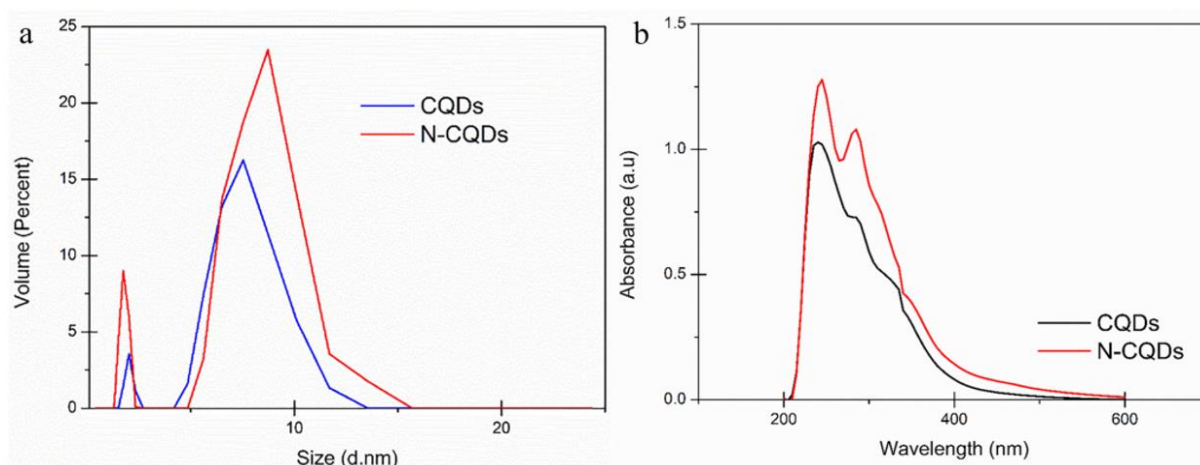 a
25
20
15
10
5
0
Volume (Percent)
CQDs
N-CQDs
10
20
Size (d.nm)
b
1.5
1.0
0.5
0.0
Absorbance (a.u)
CQDs
N-CQDs
200
400
600
Wavelength (nm)